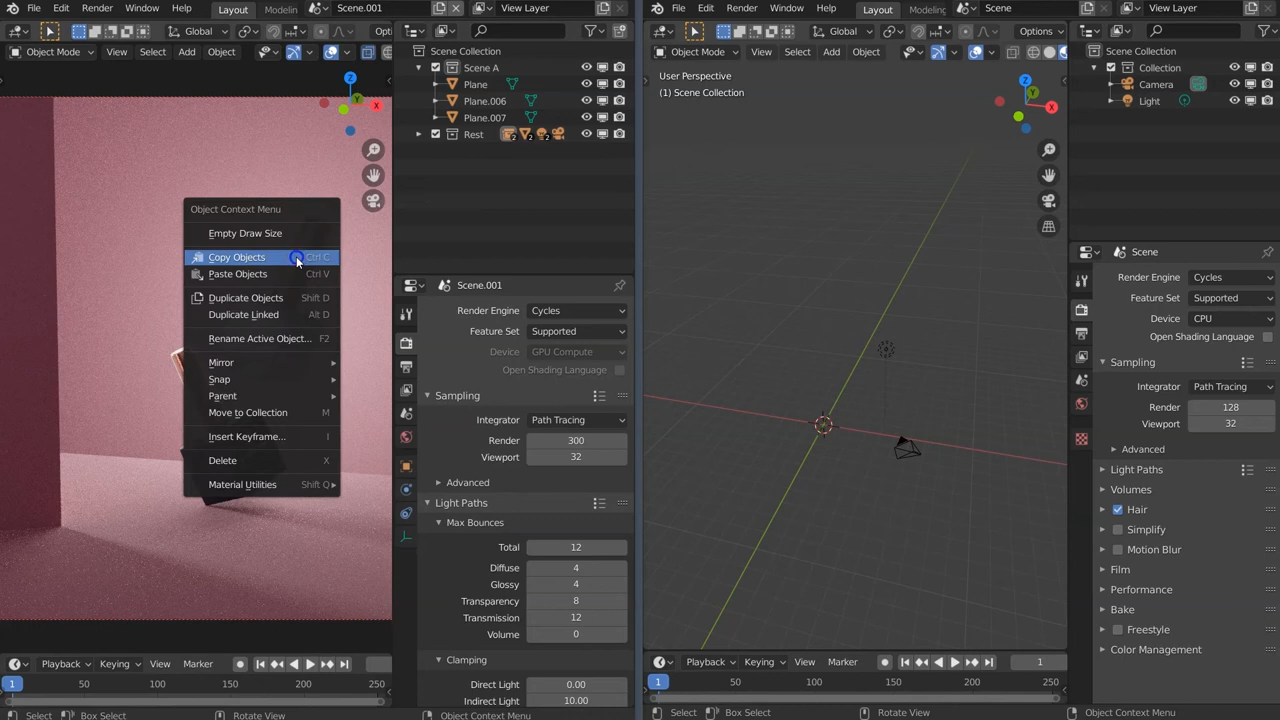 File Edit Render Window Help Layout Modelin Scene.001 View Layer
Object Mode View Select Add Object Global Opti
X Y Z
Object Context Menu
Empty Draw Size
Copy Objects Ctrl C
Paste Objects Ctrl V
Duplicate Objects Shift D
Duplicate Linked Alt D
Rename Active Object... F2
Mirror
Snap
Parent
Move to Collection M
Insert Keyframe... I
Delete X
Material Utilities Shift Q
Playback Keying View Marker
1 50 100 150 200 250
Select Box Select Rotate View Object Context Menu
Scene Collection
Scene A
Plane
Plane.006
Plane.007
Rest 2 2 2
Scene.001
Render Engine Cycles
Feature Set Supported
Device GPU Compute
Open Shading Language
Sampling
Integrator Path Tracing
Render 300
Viewport 32
Advanced
Light Paths
Max Bounces
Total 12
Diffuse 4
Glossy 4
Transparency 8
Transmission 12
Volume 0
Clamping
Direct Light 0.00
Indirect Light 10.00
File Edit Render Window Help Layout Modeling Scene View Layer
Object Mode View Select Add Object Global Options
User Perspective
(1) Scene Collection
X Y Z
Playback Keying View Marker 1
1 50 100 150 200 250
Select Box Select Rotate View Object Context Menu
Scene Collection
Collection
Camera
Light
Scene
Render Engine Cycles
Feature Set Supported
Device CPU
Open Shading Language
Sampling
Integrator Path Tracing
Render 128
Viewport 32
Advanced
Light Paths
Volumes
Hair
Simplify
Motion Blur
Film
Performance
Bake
Freestyle
Color Management